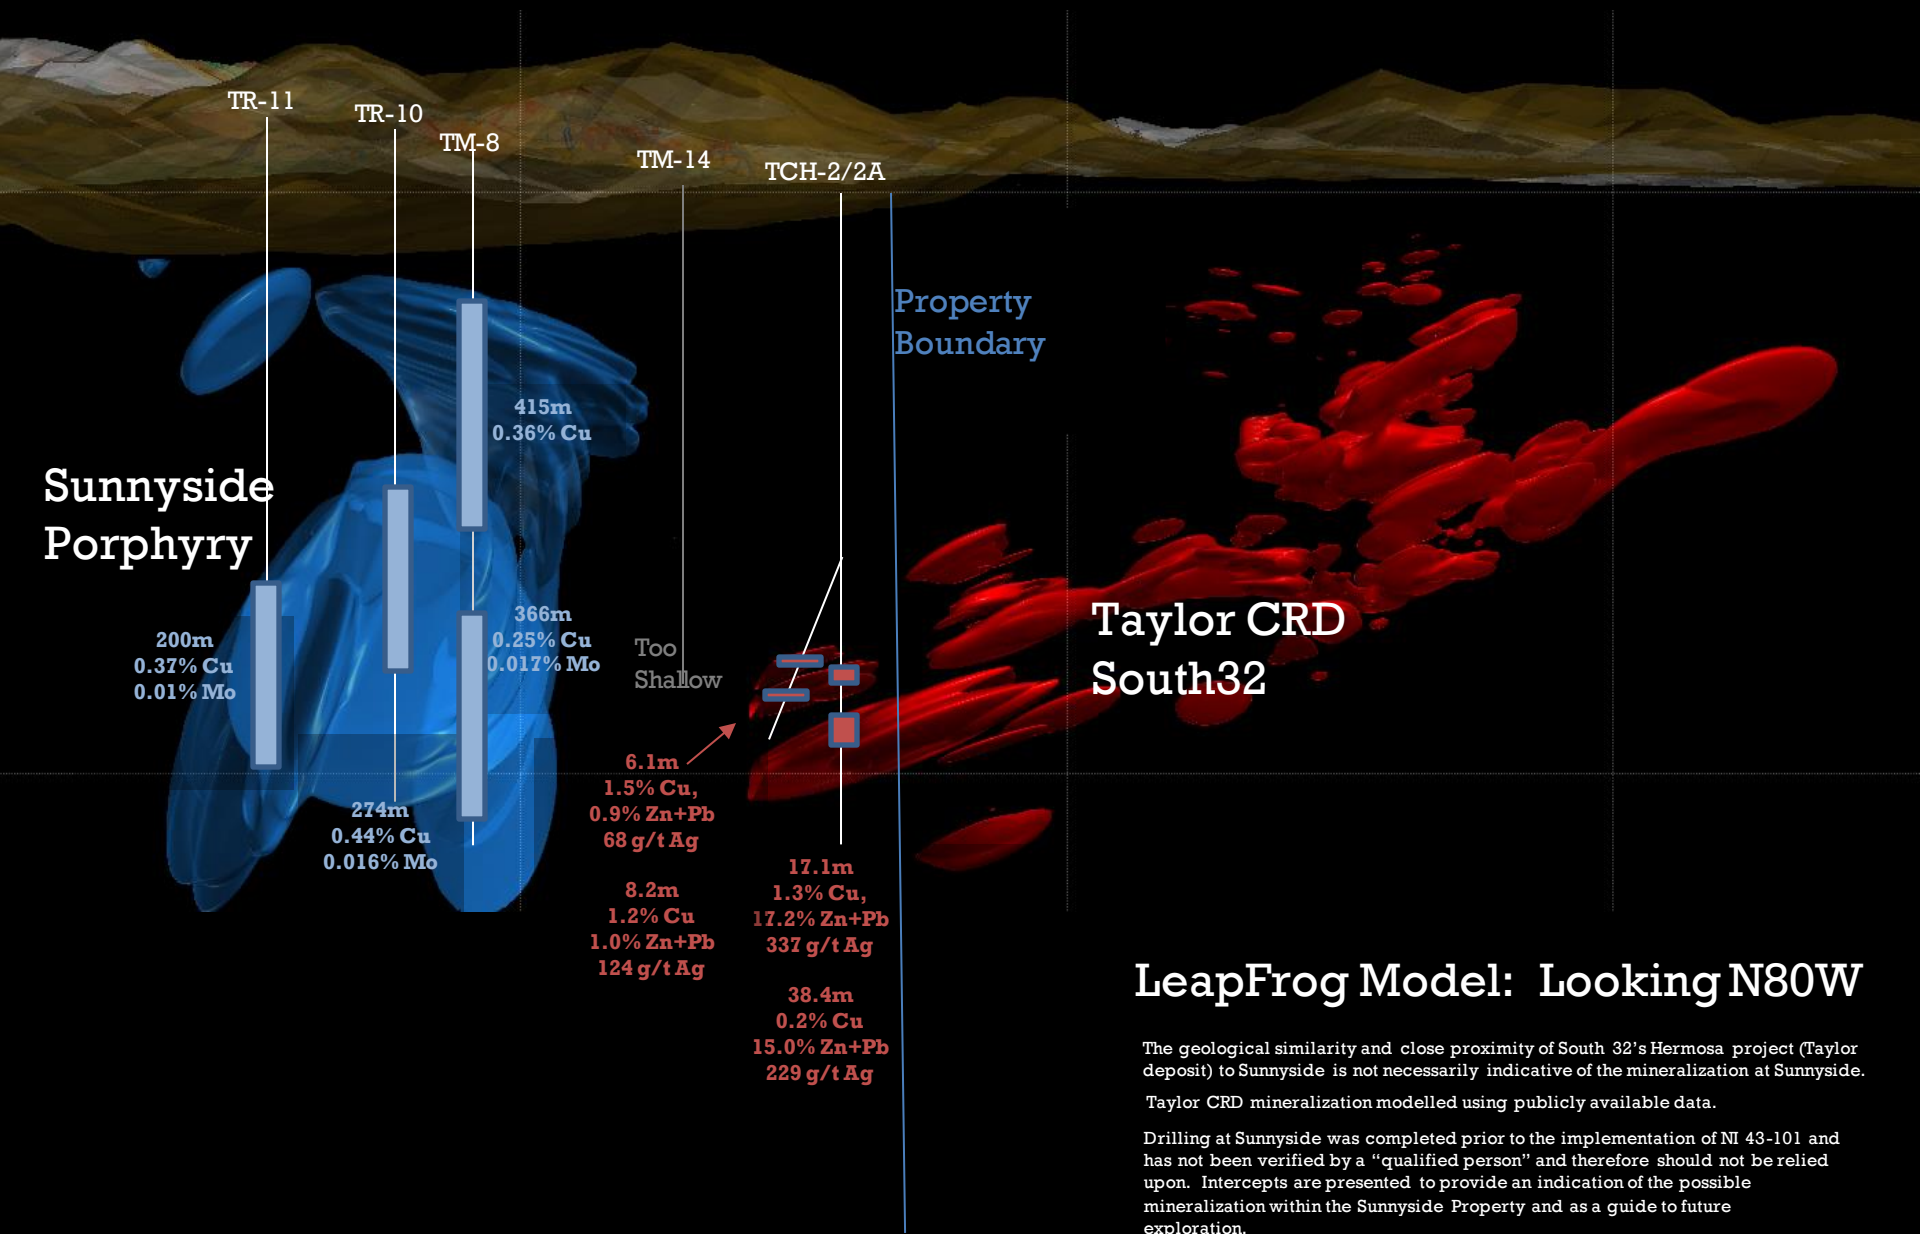 TR-11
TR-10
TM-8
TM-14
TCH-2/2A
Property
Boundary
415m
0.36% Cu
Sunnyside
Porphyry
366m
0.25% Cu
0.017% Mo
200m
0.37% Cu
0.01% Mo
274m
0.44% Cu
0.016% Mo
Too
Shallow
6.1m
1.5% Cu,
0.9% Zn+Pb
68 g/t Ag
8.2m
1.2% Cu
1.0% Zn+Pb
124 g/t Ag
17.1m
1.3% Cu,
17.2% Zn+Pb
337 g/t Ag
38.4m
0.2% Cu
15.0% Zn+Pb
229 g/t Ag
Taylor CRD
South32
LeapFrog Model: Looking N80W
The geological similarity and close proximity of South 32’s Hermosa project (Taylor
deposit) to Sunnyside is not necessarily indicative of the mineralization at Sunnyside.
Taylor CRD mineralization modelled using publicly available data.
Drilling at Sunnyside was completed prior to the implementation of NI 43-101 and
has not been verified by a “qualified person” and therefore should not be relied
upon. Intercepts are presented to provide an indication of the possible
mineralization within the Sunnyside Property and as a guide to future
exploration.